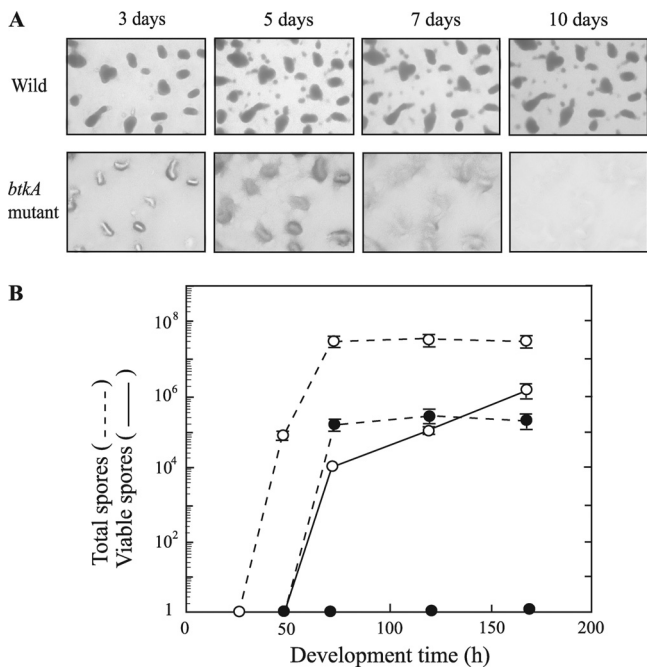 A
3 days 5 days 7 days 10 days
Wild
btkA
mutant
B
Total spores (-----)
Viable spores (___)
10^8
10^6
10^4
10^2
1
0 50 100 150 200
Development time (h)